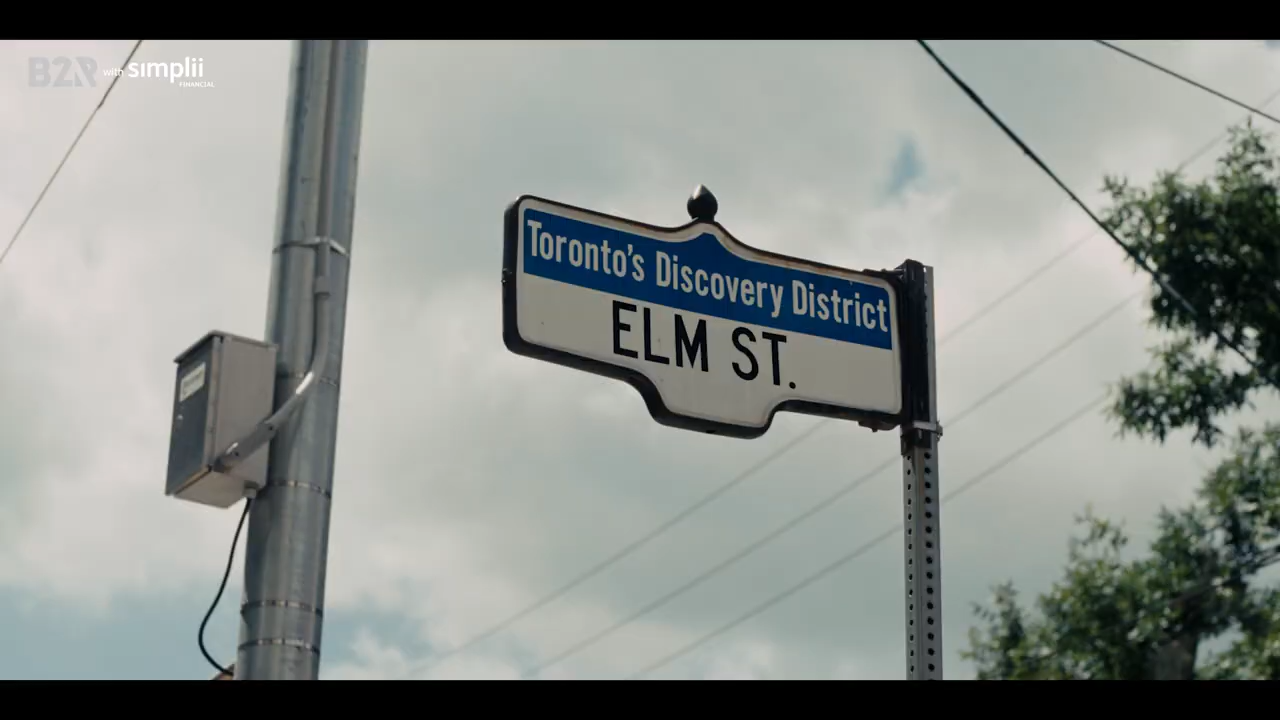 B2R with simplii
FINANCIAL
Toronto's Discovery District
ELM ST.